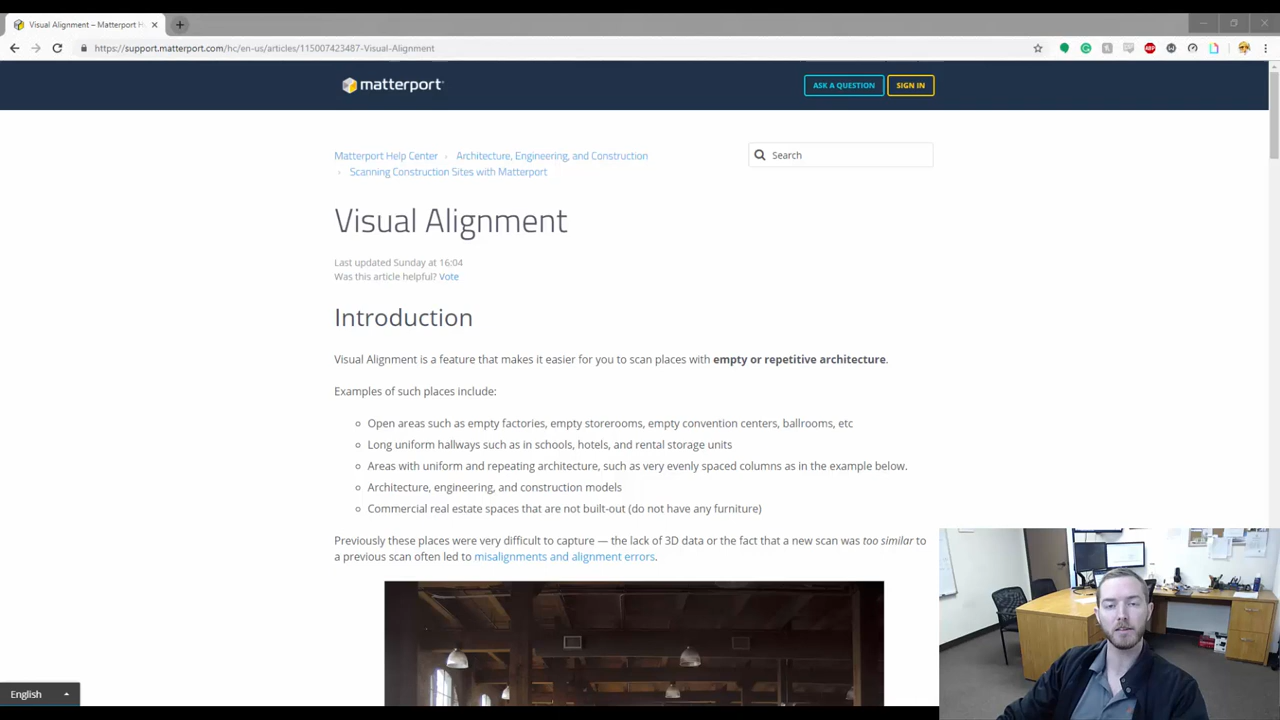 Visual Alignment – Matterport H
https://support.matterport.com/hc/en-us/articles/115007423487-Visual-Alignment
matterport
ASK A QUESTION
SIGN IN
Matterport Help Center › Architecture, Engineering, and Construction
› Scanning Construction Sites with Matterport
Search
Visual Alignment
Last updated Sunday at 16:04
Was this article helpful? Vote
Introduction
Visual Alignment is a feature that makes it easier for you to scan places with empty or repetitive architecture.
Examples of such places include:
Open areas such as empty factories, empty storerooms, empty convention centers, ballrooms, etc
Long uniform hallways such as in schools, hotels, and rental storage units
Areas with uniform and repeating architecture, such as very evenly spaced columns as in the example below.
Architecture, engineering, and construction models
Commercial real estate spaces that are not built-out (do not have any furniture)
Previously these places were very difficult to capture — the lack of 3D data or the fact that a new scan was too similar to
a previous scan often led to misalignments and alignment errors.
English